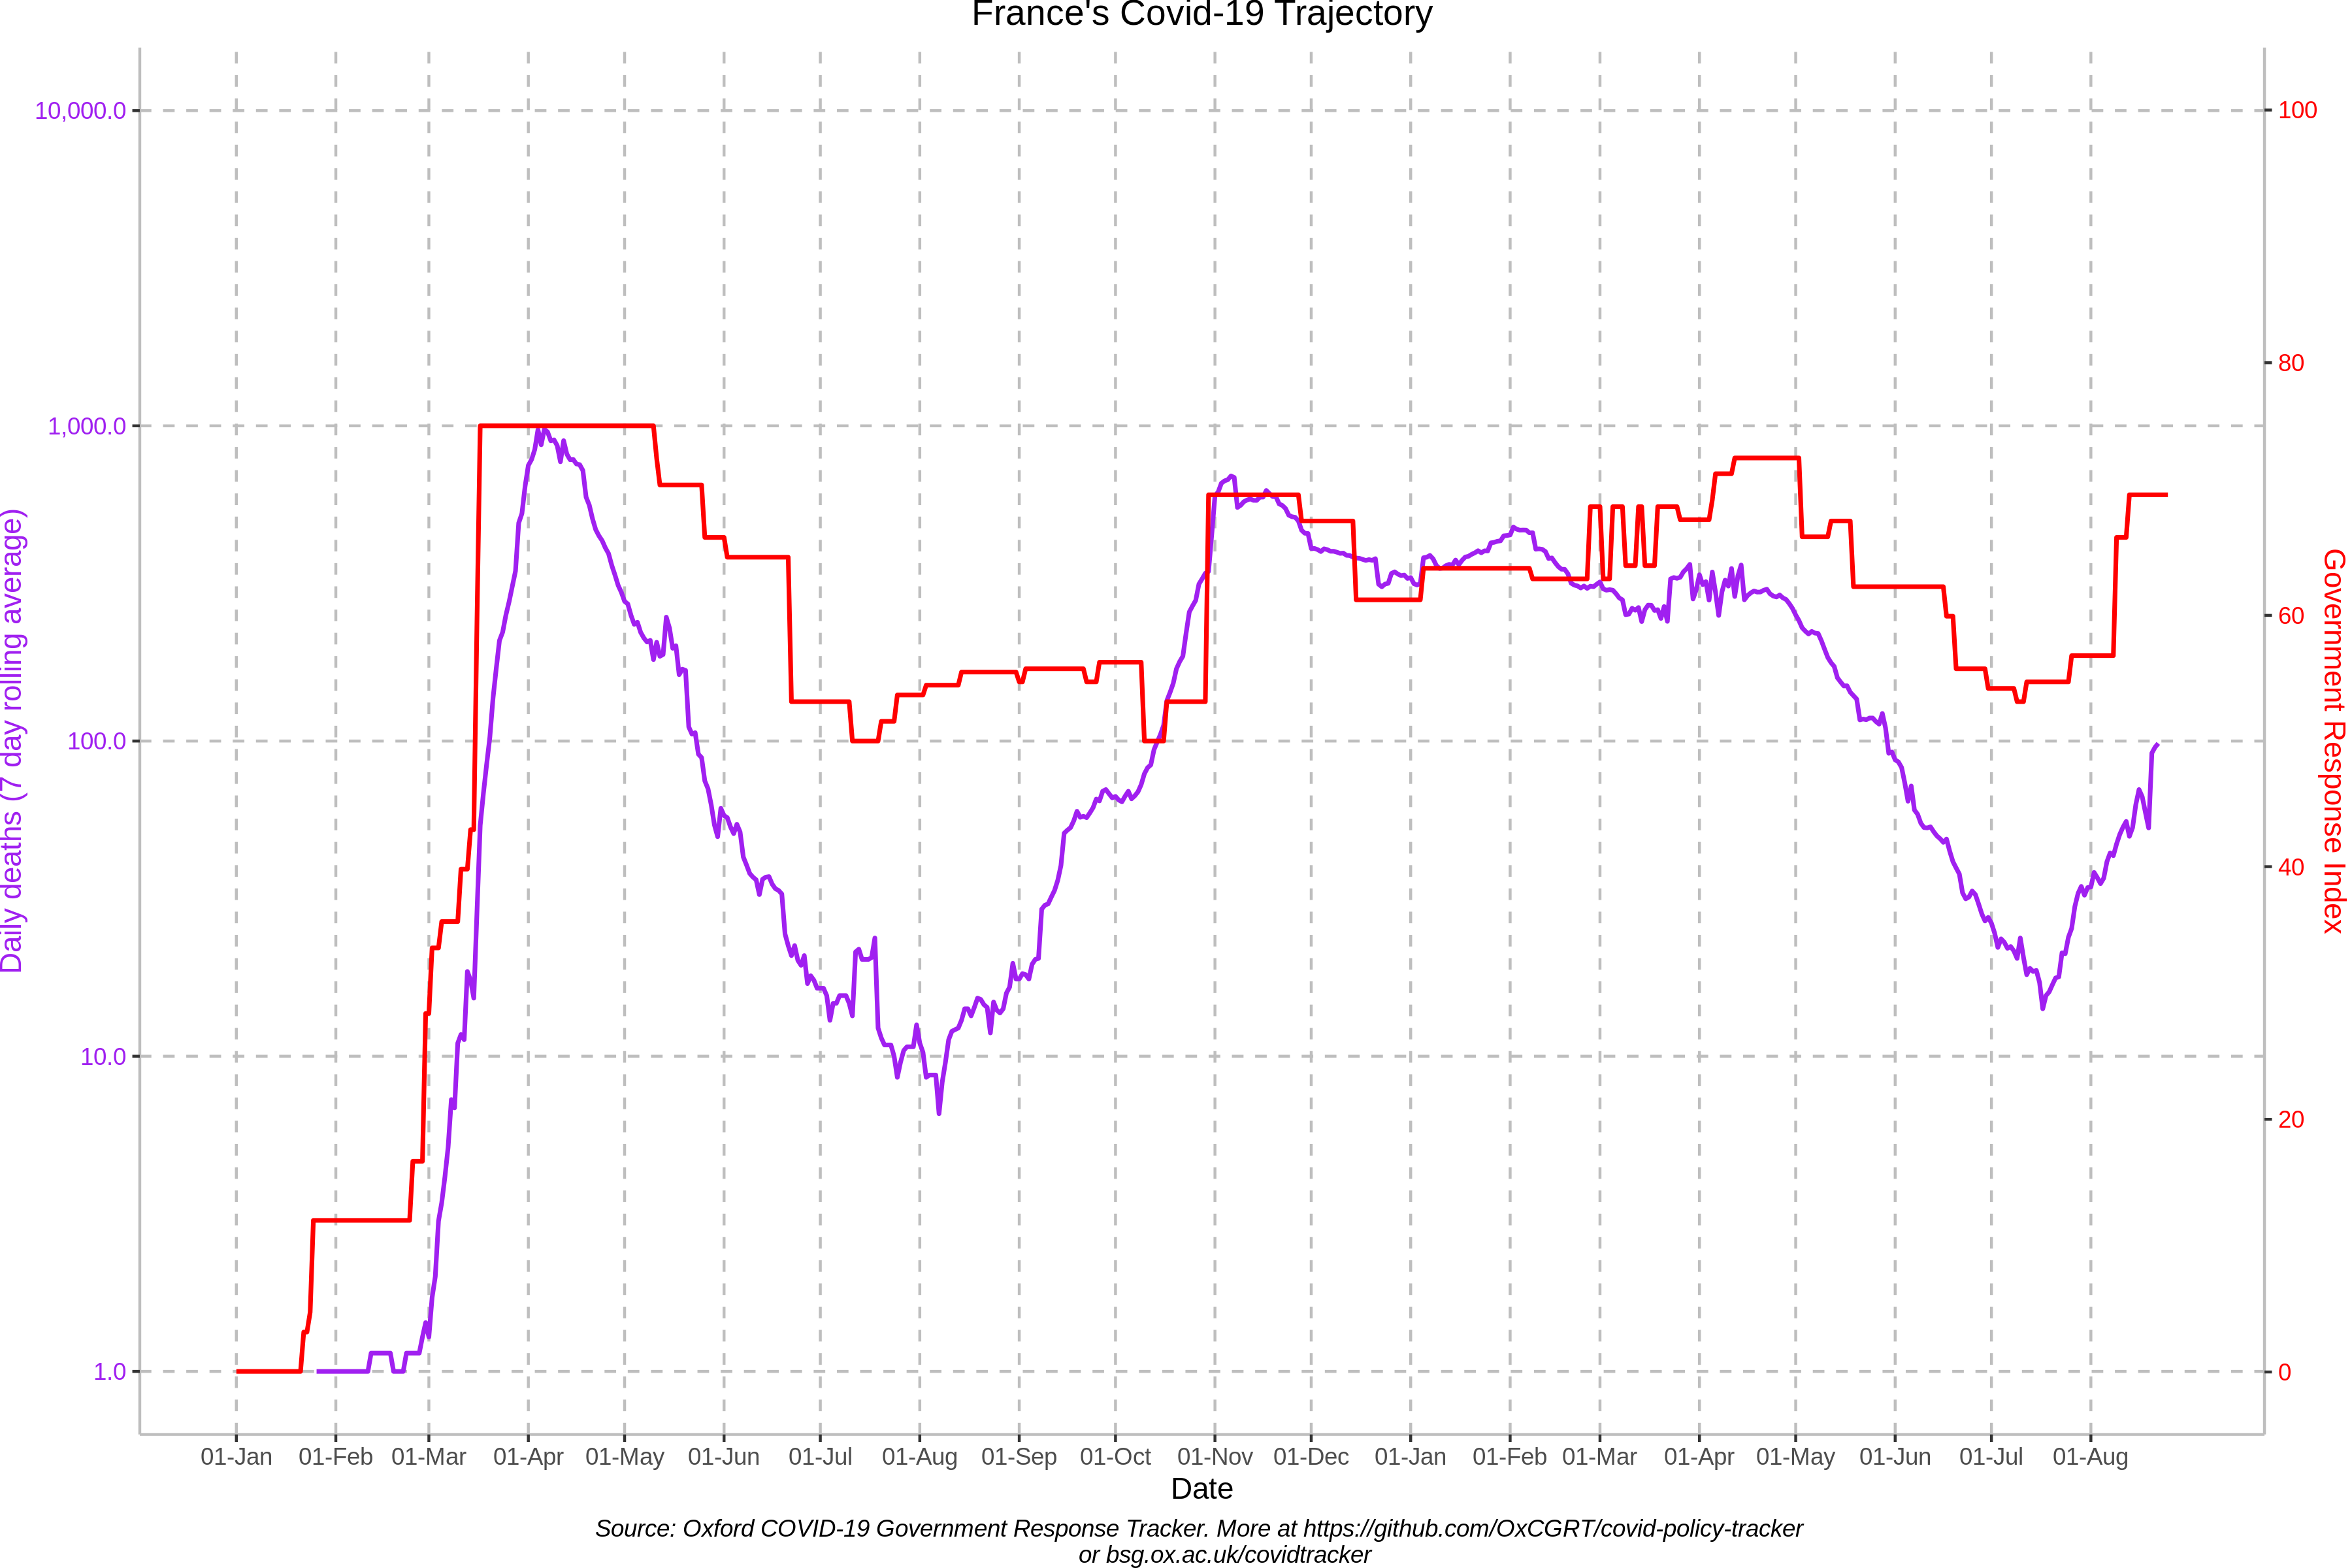 France's Covid-19 Trajectory
10,000.0
1,000.0
100.0
10.0
1.0
Daily deaths (7 day rolling average)
100
80
60
40
20
0
Government Response Index
01-Jan 01-Feb 01-Mar 01-Apr 01-May 01-Jun 01-Jul 01-Aug 01-Sep 01-Oct 01-Nov 01-Dec 01-Jan 01-Feb 01-Mar 01-Apr 01-May 01-Jun 01-Jul 01-Aug
Date
Source: Oxford COVID-19 Government Response Tracker. More at https://github.com/OxCGRT/covid-policy-tracker
or bsg.ox.ac.uk/covidtracker